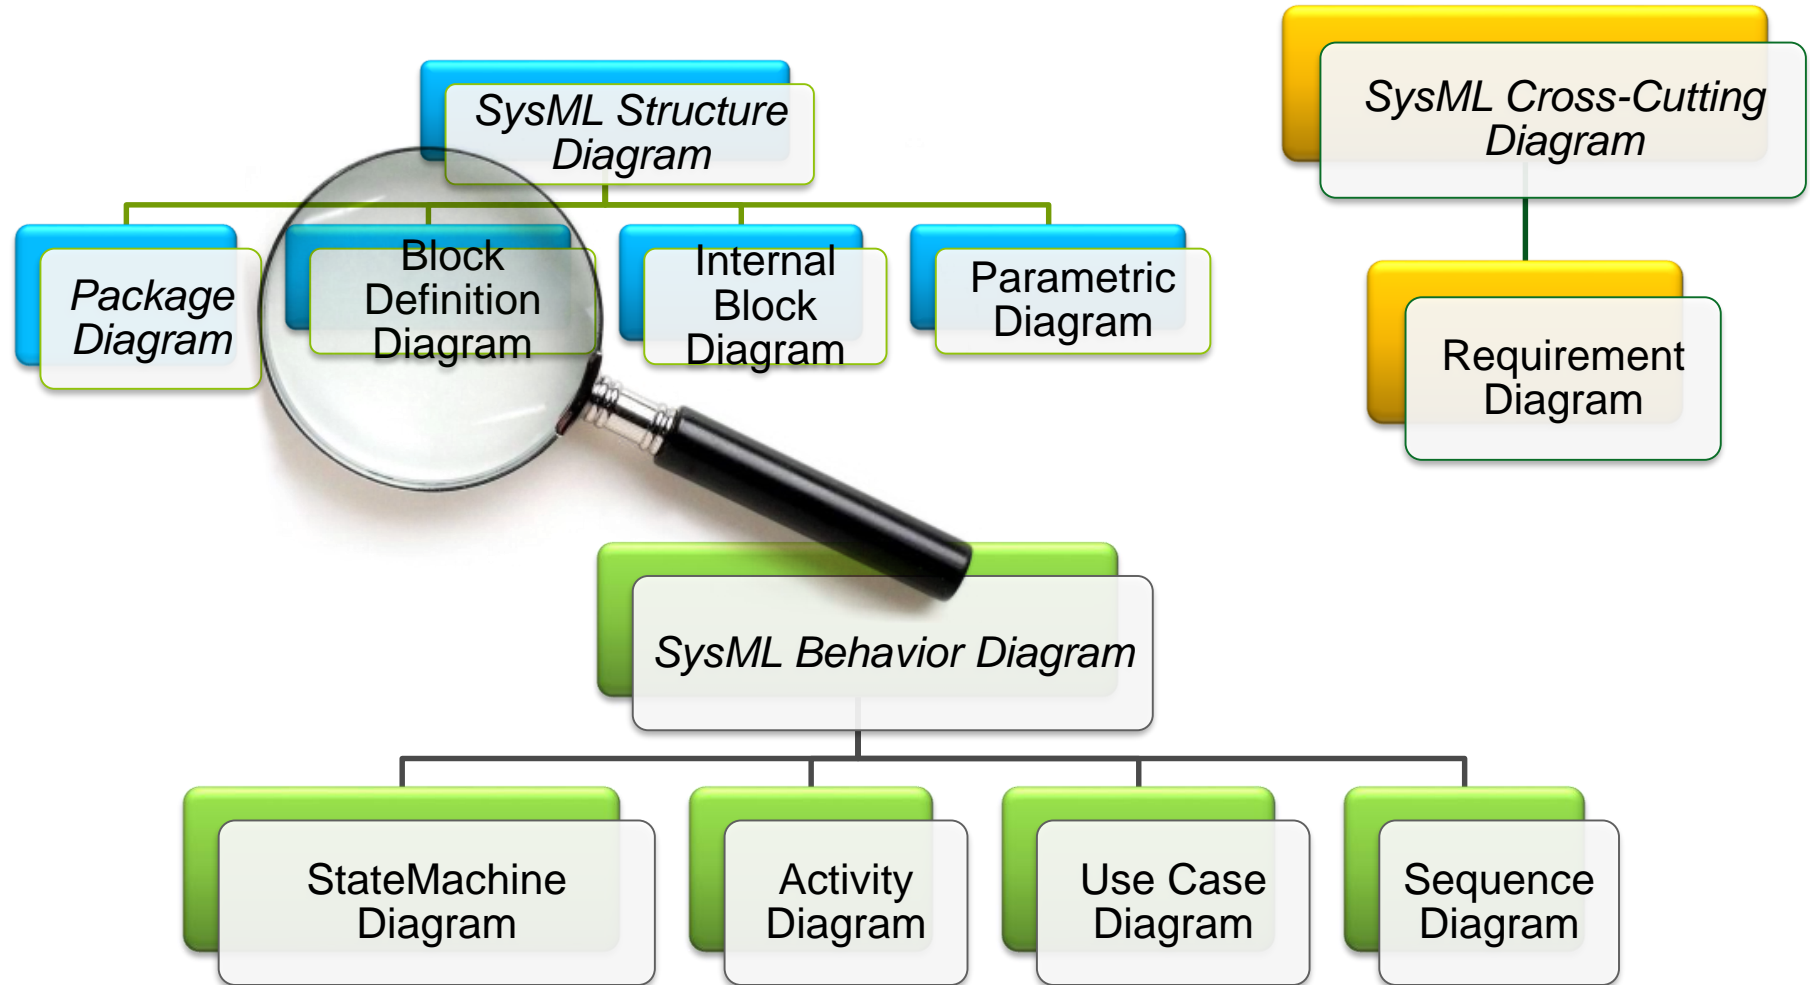 SysML Structure
Diagram
SysML Cross-Cutting
Diagram
Package
Diagram
Block
Definition
Diagram
Internal
Block
Diagram
Parametric
Diagram
Requirement
Diagram
SysML Behavior Diagram
StateMachine
Diagram
Activity
Diagram
Use Case
Diagram
Sequence
Diagram